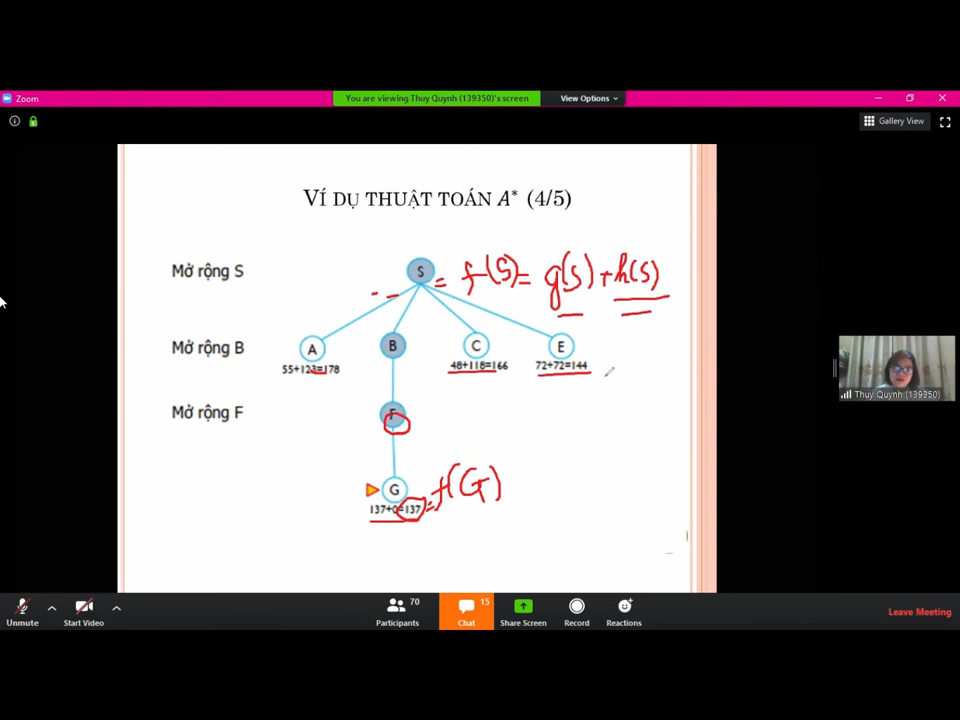 Zoom
You are viewing Thuy Quynh (139350)'s screen
View Options
Gallery View
VÍ DỤ THUẬT TOÁN A* (4/5)
Mở rộng S
S = f(S) = g(S) + h(S)
Mở rộng B
A
B
C
E
55+123=178
48+118=166
72+72=144
Mở rộng F
F
G
= f(G)
137+0=137
Thuy Quynh (139350)
70
15
Unmute
Start Video
Participants
Chat
Share Screen
Record
Reactions
Leave Meeting